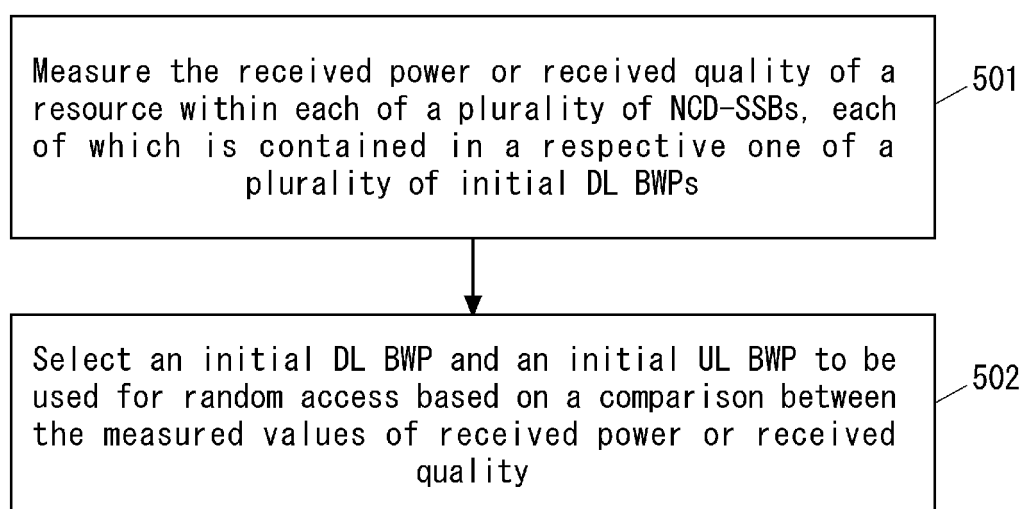 Measure the received power or received quality of a
resource within each of a plurality of NCD-SSBs, each
of which is contained in a respective one of a
plurality of initial DL BWPs
501
Select an initial DL BWP and an initial UL BWP to be
used for random access based on a comparison between
the measured values of received power or received
quality
502